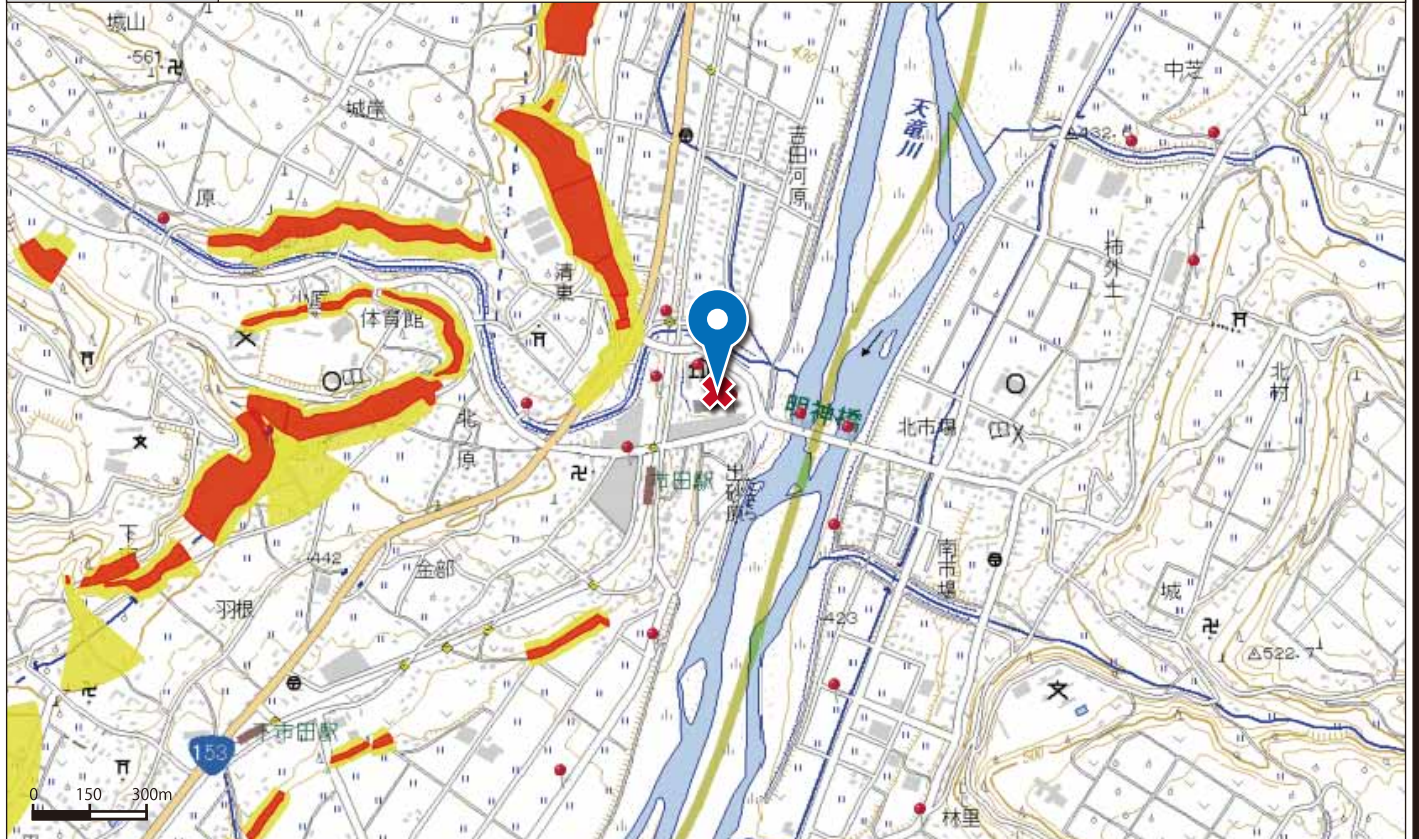 城山
561
中芝
430
城岸
天竜川
432.
吉田河原
原
柿外土
清東
体育館
北村
明神橋
北市場
北原
市田駅
出砂原
下
南市場
442
金部
城
羽根
423
522.7
下市田駅
153
500
0 150 300m
林里